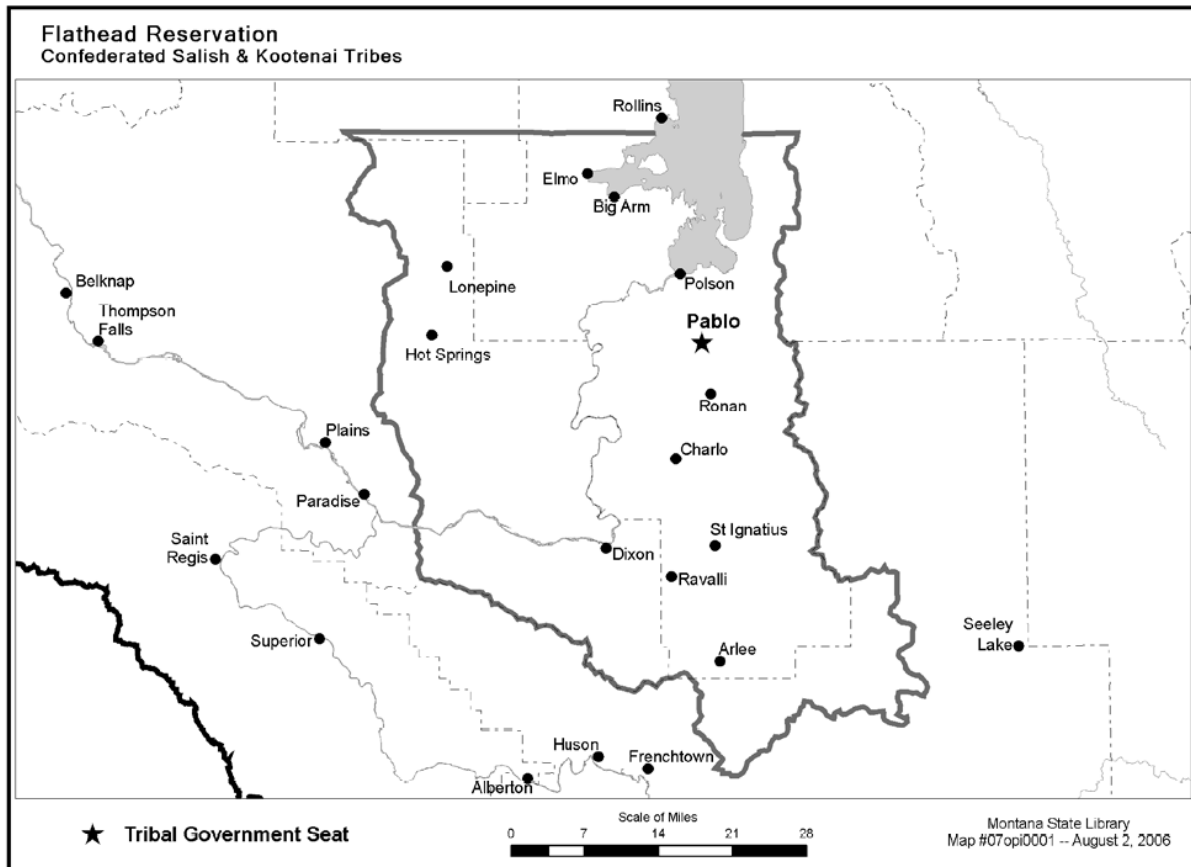 Flathead Reservation
Confederated Salish & Kootenai Tribes
Rollins
Elmo
Big Arm
Belknap
Lonepine
Polson
Thompson
Falls
Pablo
Hot Springs
Ronan
Plains
Charlo
Paradise
St Ignatius
Saint
Regis
Dixon
Ravalli
Superior
Arlee
Seeley
Lake
Huson
Frenchtown
Alberton
Tribal Government Seat
Scale of Miles
0 7 14 21 28
Montana State Library
Map #07opi0001 -- August 2, 2006